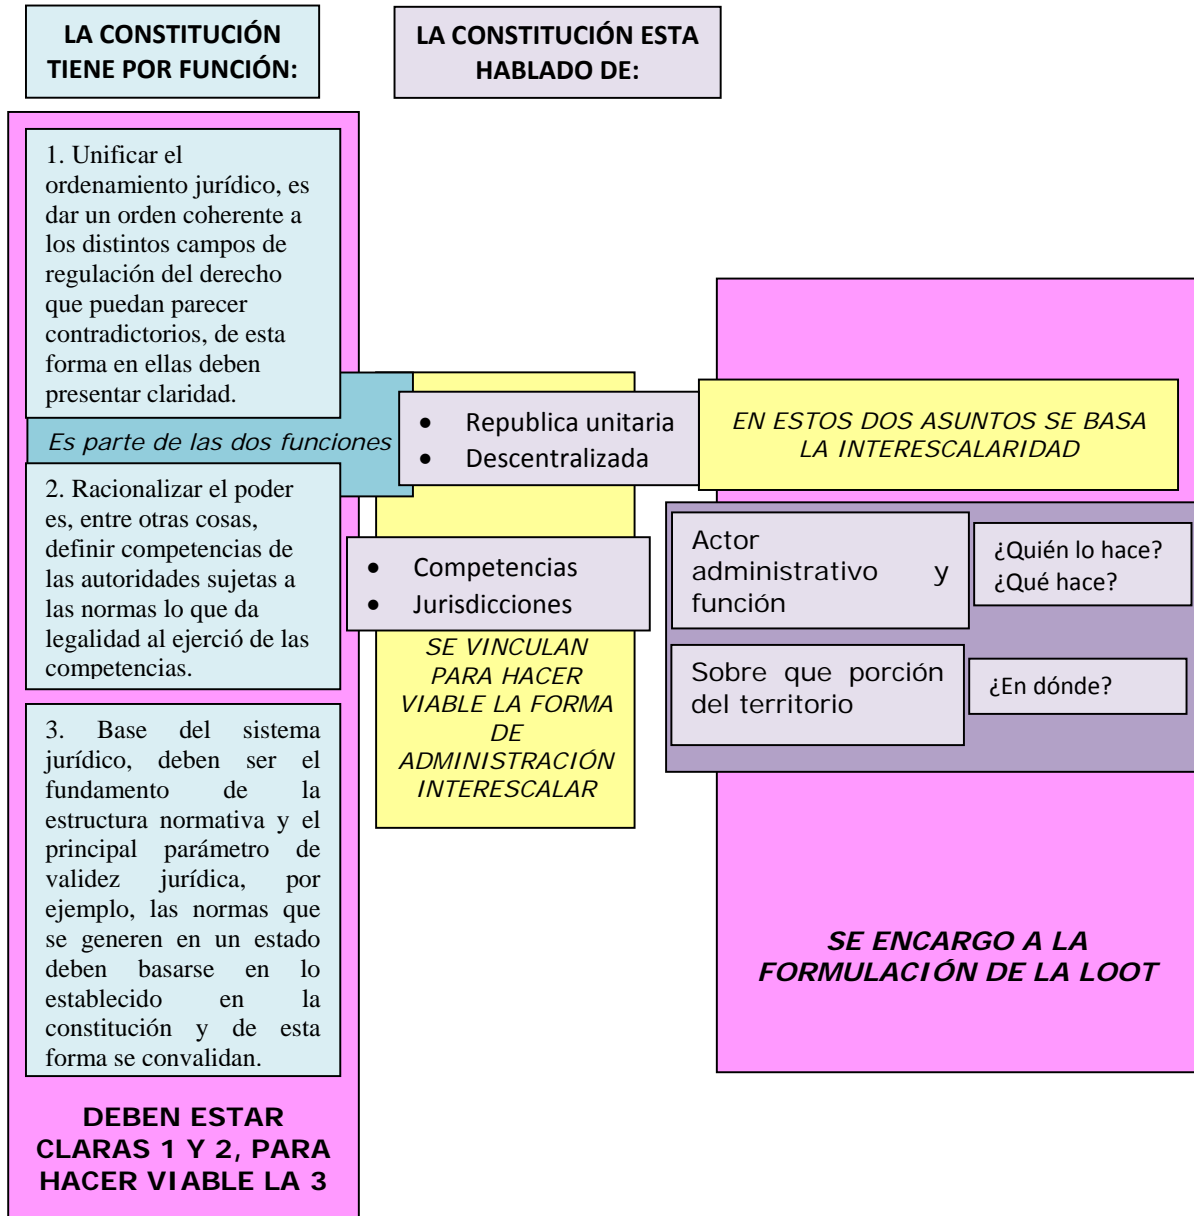 LA CONSTITUCIÓN
TIENE POR FUNCIÓN:
LA CONSTITUCIÓN ESTA
HABLADO DE:
1. Unificar el
ordenamiento jurídico, es
dar un orden coherente a
los distintos campos de
regulación del derecho
que puedan parecer
contradictorios, de esta
forma en ellas deben
presentar claridad.
Es parte de las dos funciones
2. Racionalizar el poder
es, entre otras cosas,
definir competencias de
las autoridades sujetas a
las normas lo que da
legalidad al ejerció de las
competencias.
3. Base del sistema
jurídico, deben ser el
fundamento de la
estructura normativa y el
principal parámetro de
validez jurídica, por
ejemplo, las normas que
se generen en un estado
deben basarse en lo
establecido en la
constitución y de esta
forma se convalidan.
DEBEN ESTAR
CLARAS 1 Y 2, PARA
HACER VIABLE LA 3
• Republica unitaria
• Descentralizada
• Competencias
• Jurisdicciones
SE VINCULAN
PARA HACER
VIABLE LA FORMA
DE
ADMINISTRACIÓN
INTERESCALAR
EN ESTOS DOS ASUNTOS SE BASA
LA INTERESCALARIDAD
Actor
administrativo y
función
¿Quién lo hace?
¿Qué hace?
Sobre que porción
del territorio
¿En dónde?
SE ENCARGO A LA
FORMULACIÓN DE LA LOOT